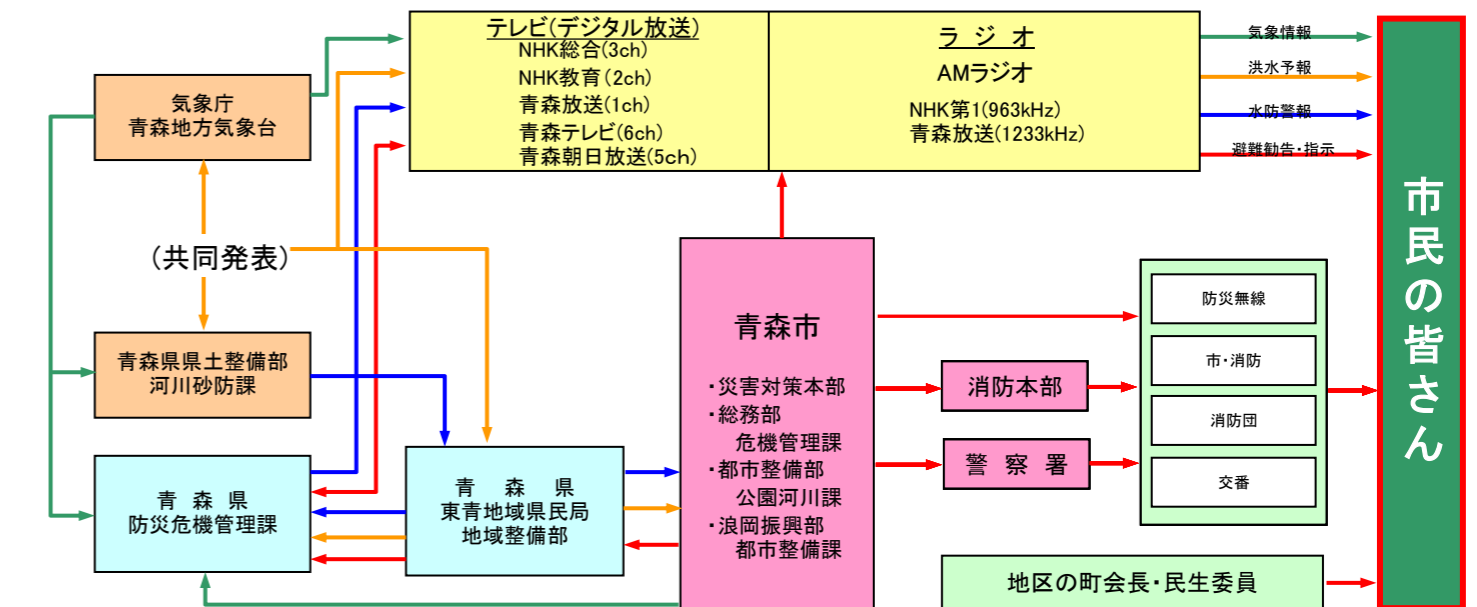 テレビ(デジタル放送)
NHK総合(3ch)
NHK教育(2ch)
青森放送(1ch)
青森テレビ(6ch)
青森朝日放送(5ch)
ラ ジ オ
AMラジオ
NHK第1(963kHz)
青森放送(1233kHz)
気象情報
洪水予報
水防警報
避難勧告・指示
市民の皆さん
気象庁
青森地方気象台
(共同発表)
青森県県土整備部
河川砂防課
青 森 県
防災危機管理課
青 森 県
東青地域県民局
地域整備部
青森市
・災害対策本部
・総務部
危機管理課
・都市整備部
公園河川課
・浪岡振興部
都市整備課
消防本部
警 察 署
防災無線
市・消防
消防団
交番
地区の町会長・民生委員